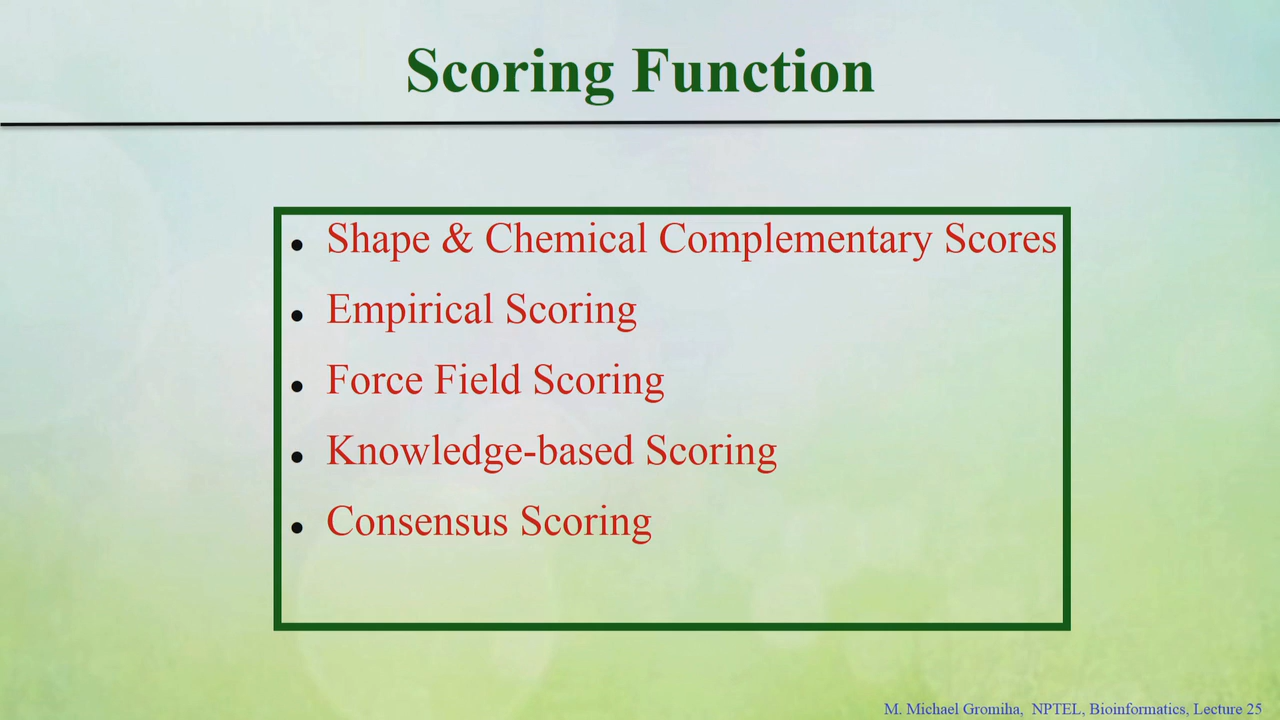 Scoring Function
• Shape & Chemical Complementary Scores
• Empirical Scoring
• Force Field Scoring
• Knowledge-based Scoring
• Consensus Scoring
M. Michael Gromiha, NPTEL, Bioinformatics, Lecture 25